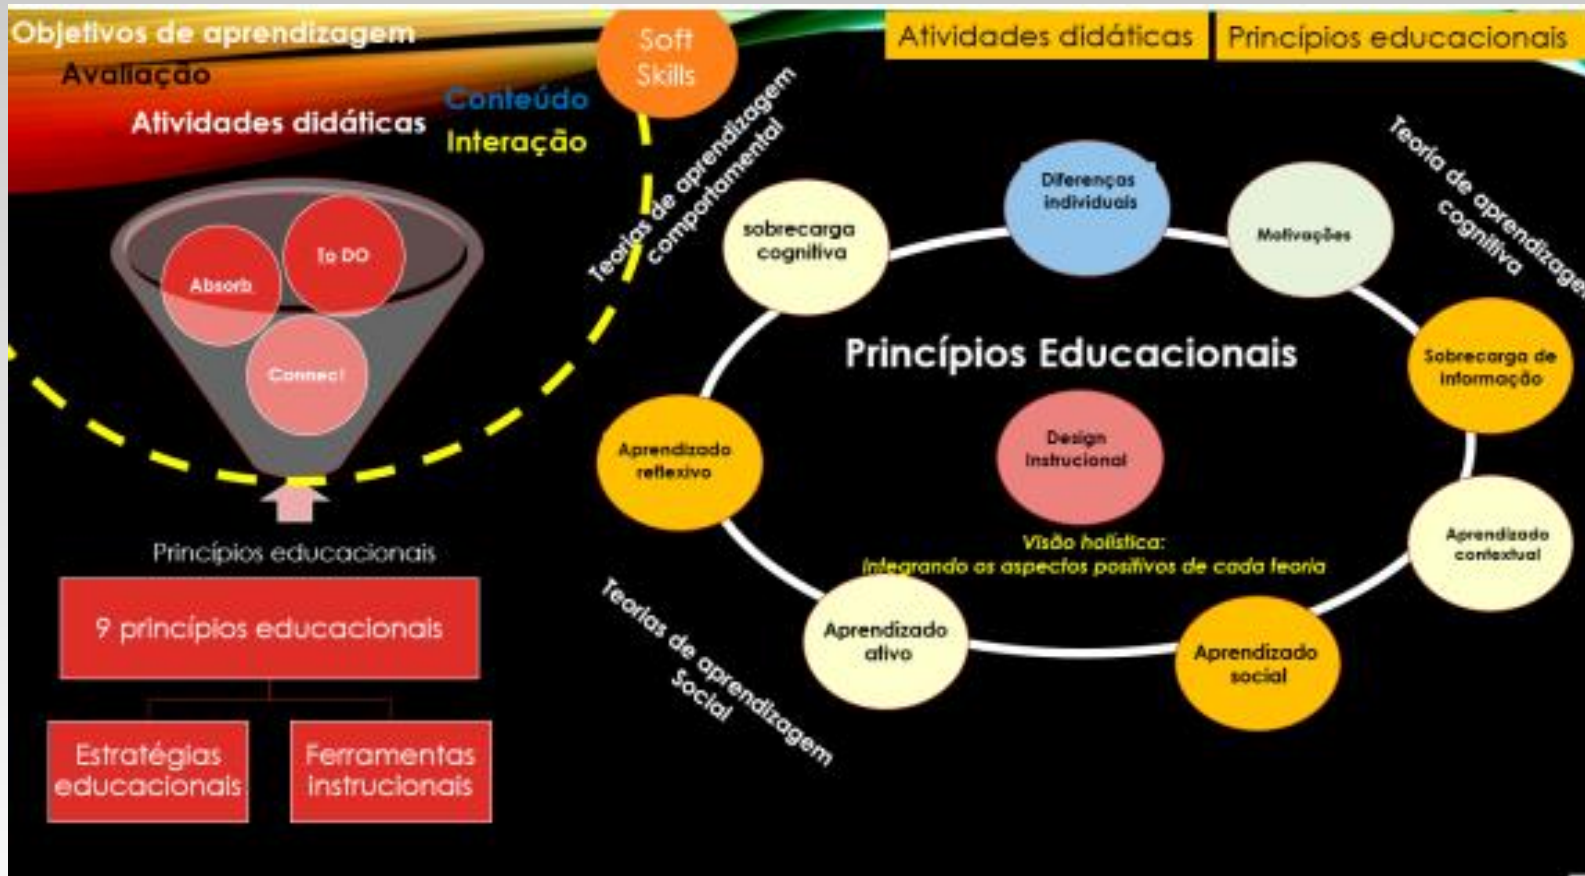 Objetivos de aprendizagem
Avaliação
Atividades didáticas
Conteúdo
Interação
Soft
Skills
Atividades didáticas
Princípios educacionais
To DO
Absorb
Connect
Princípios educacionais
9 princípios educacionais
Estratégias
educacionais
Ferramentas
instrucionais
Teorias de aprendizagem
comportamental
Teoria de aprendizagem
cognitiva
Diferenças
individuais
Motivações
sobrecarga
cognitiva
Princípios Educacionais
Sobrecarga de
informação
Aprendizado
reflexivo
Design
Instrucional
Visão holística:
Integrando os aspectos positivos de cada teoria
Aprendizado
contextual
Aprendizado
ativo
Aprendizado
social
Teorias de aprendizagem
Social